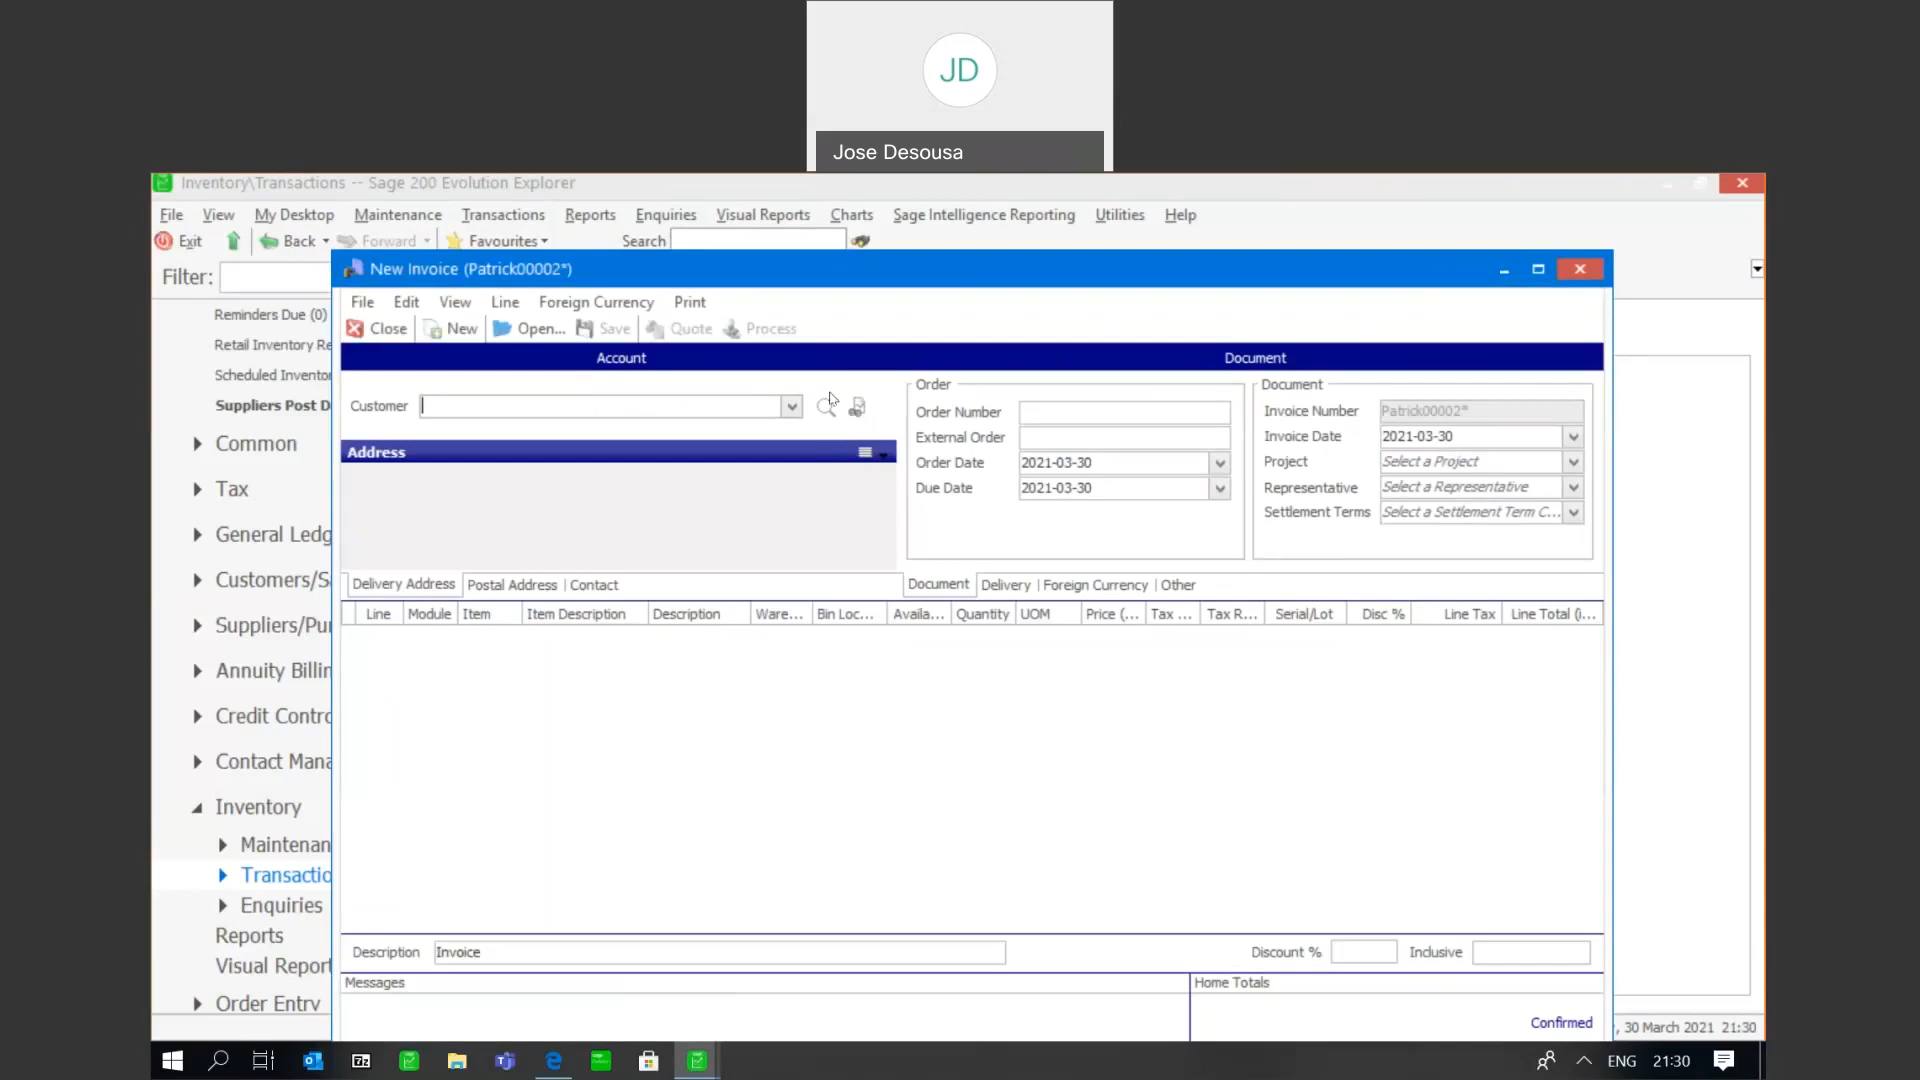 JD
Jose Desousa
Inventory\Transactions -- Sage 200 Evolution Explorer
File View My Desktop Maintenance Transactions Reports Enquiries Visual Reports Charts Sage Intelligence Reporting Utilities Help
Exit Back Forward Favourites Search
Filter:
New Invoice (Patrick00002*)
File Edit View Line Foreign Currency Print
Close New Open... Save Quote Process
Account Document
Customer
Address
Order
Order Number
External Order
Order Date 2021-03-30
Due Date 2021-03-30
Document
Invoice Number Patrick00002*
Invoice Date 2021-03-30
Project Select a Project
Representative Select a Representative
Settlement Terms Select a Settlement Term C...
Delivery Address Postal Address Contact
Document Delivery Foreign Currency Other
Line Module Item Item Description Description Ware... Bin Loc... Availa... Quantity UOM Price (... Tax ... Tax R... Serial/Lot Disc % Line Tax Line Total (i...
Reminders Due (0)
Retail Inventory Re
Scheduled Inventor
Suppliers Post D
Common
Tax
General Ledg
Customers/S
Suppliers/Pur
Annuity Billin
Credit Contro
Contact Mana
Inventory
Maintenan
Transactio
Enquiries
Reports
Visual Report
Order Entry
Description Invoice Discount % Inclusive
Messages Home Totals
Confirmed
, 30 March 2021 21:30
7z
ENG 21:30